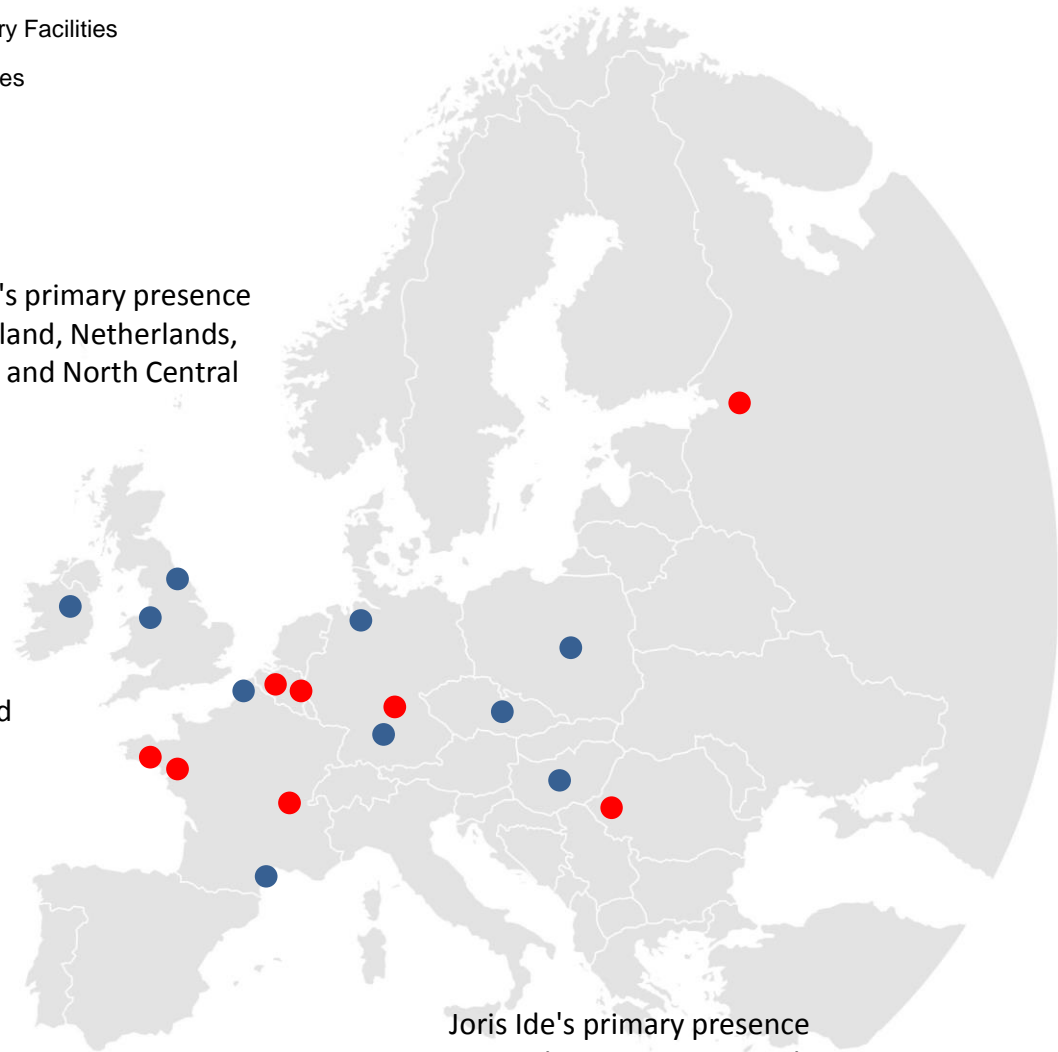 ry Facilities
es
's primary presence
land, Netherlands,
and North Central
d
Joris Ide's primary presence